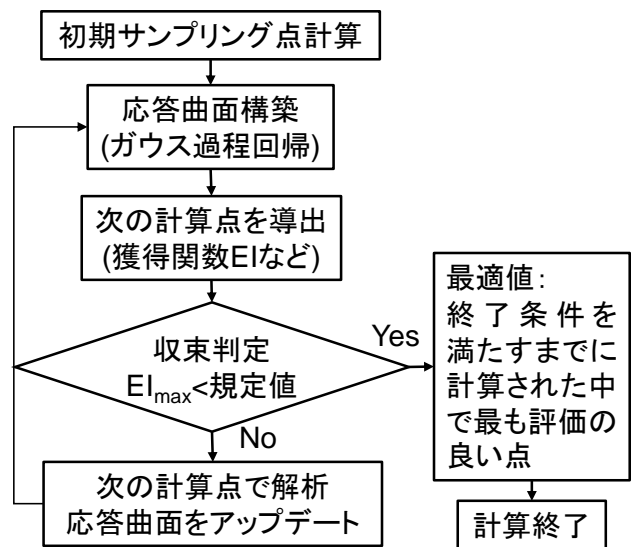 初期サンプリング点計算
応答曲面構築
(ガウス過程回帰)
次の計算点を導出
(獲得関数EIなど)
収束判定
EImax<規定値
Yes
No
次の計算点で解析
応答曲面をアップデート
最適値:
終了条件を
満たすまでに
計算された中
で最も評価の
良い点
計算終了